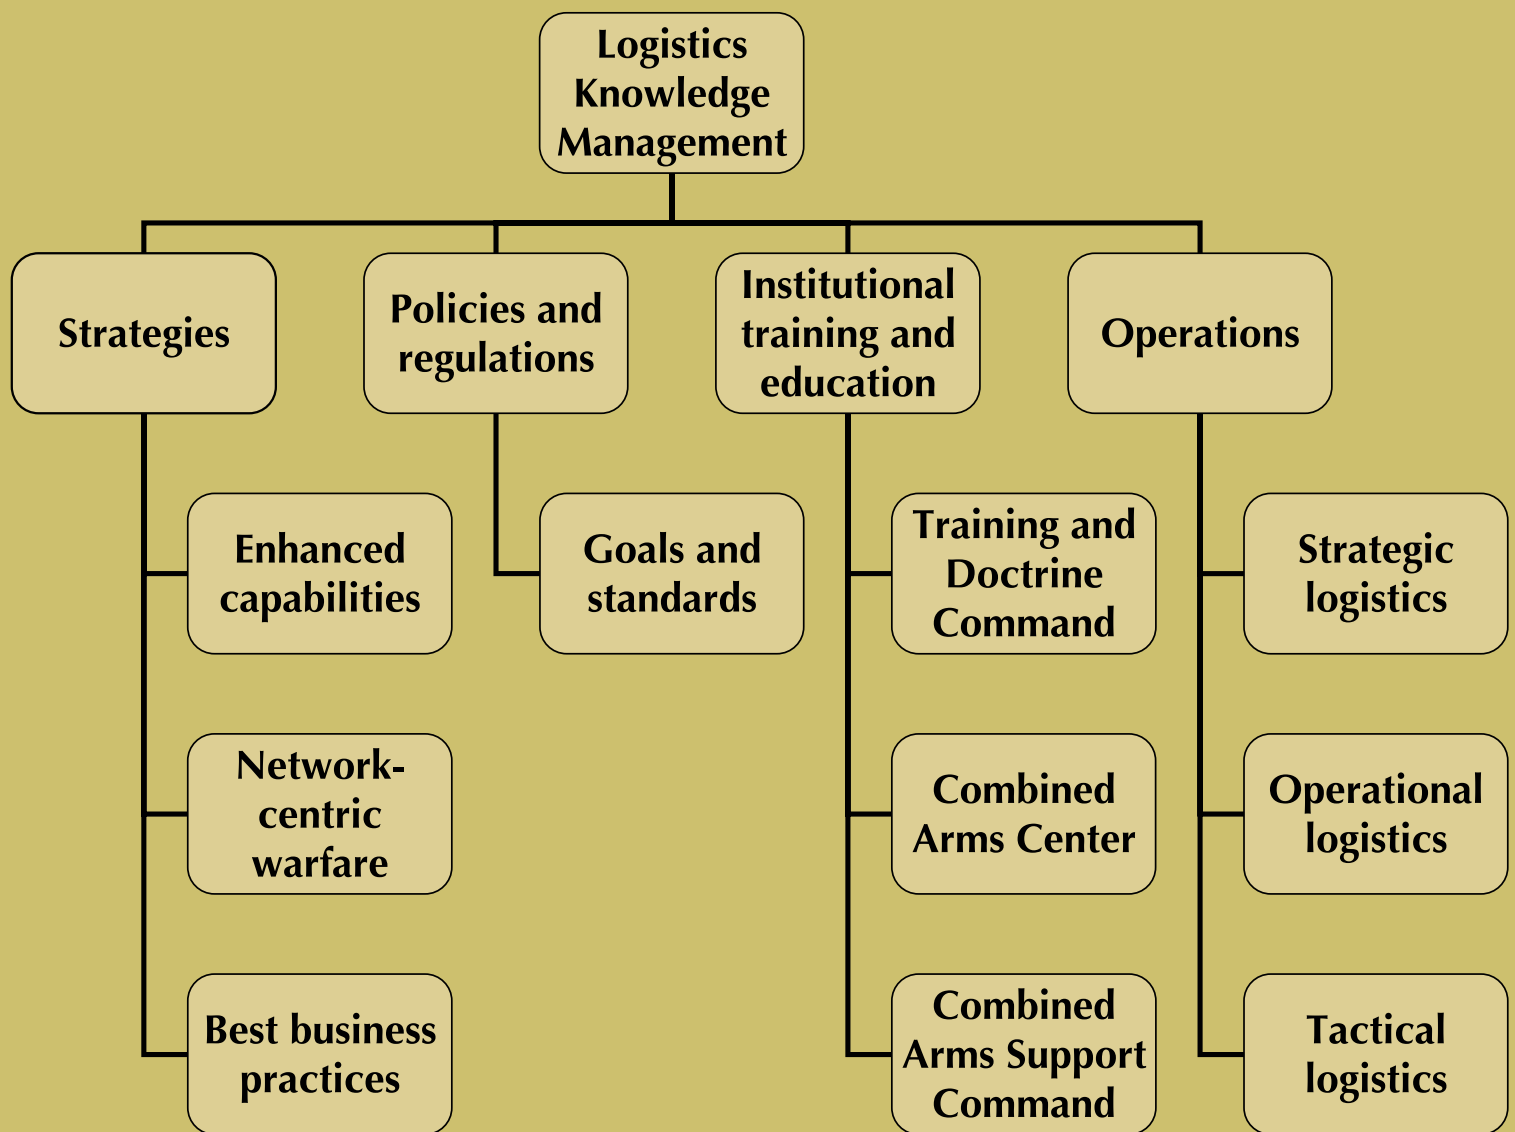 Logistics
Knowledge
Management
Strategies
Policies and
regulations
Institutional
training and
education
Operations
Enhanced
capabilities
Goals and
standards
Training and
Doctrine
Command
Strategic
logistics
Network-
centric
warfare
Combined
Arms Center
Operational
logistics
Best business
practices
Combined
Arms Support
Command
Tactical
logistics